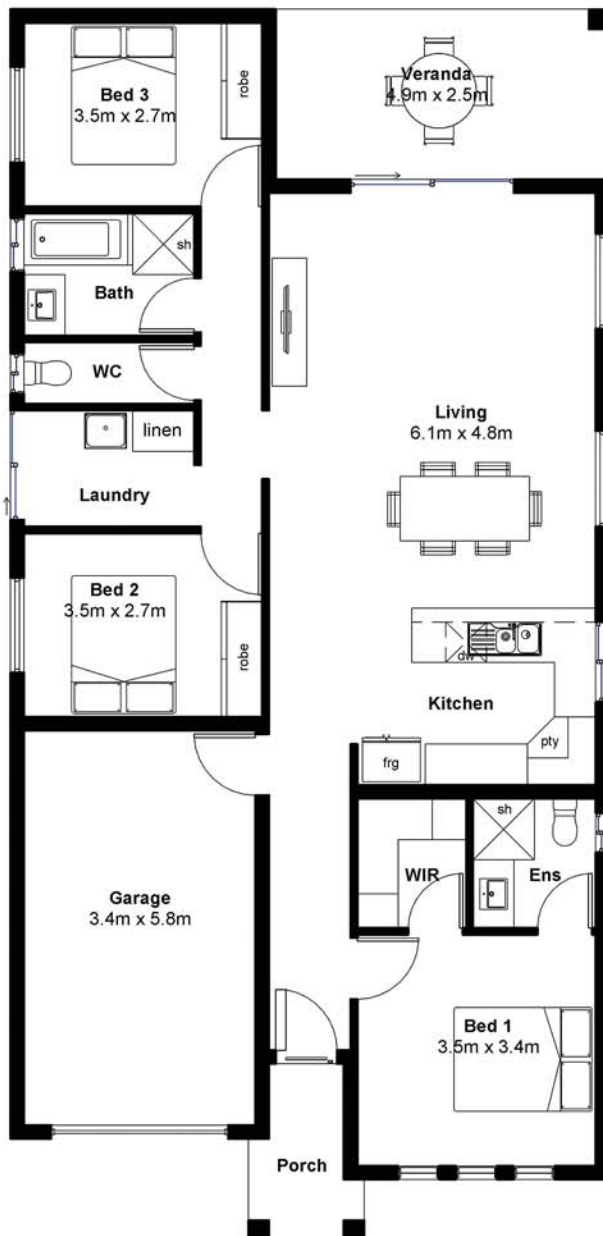 Bed 3
3.5m x 2.7m
robe
Veranda
4.9m x 2.5m
sh
Bath
WC
linen
Laundry
Living
6.1m x 4.8m
Bed 2
3.5m x 2.7m
robe
dw
Kitchen
pty
frg
sh
WIR
Ens
Garage
3.4m x 5.8m
Bed 1
3.5m x 3.4m
Porch